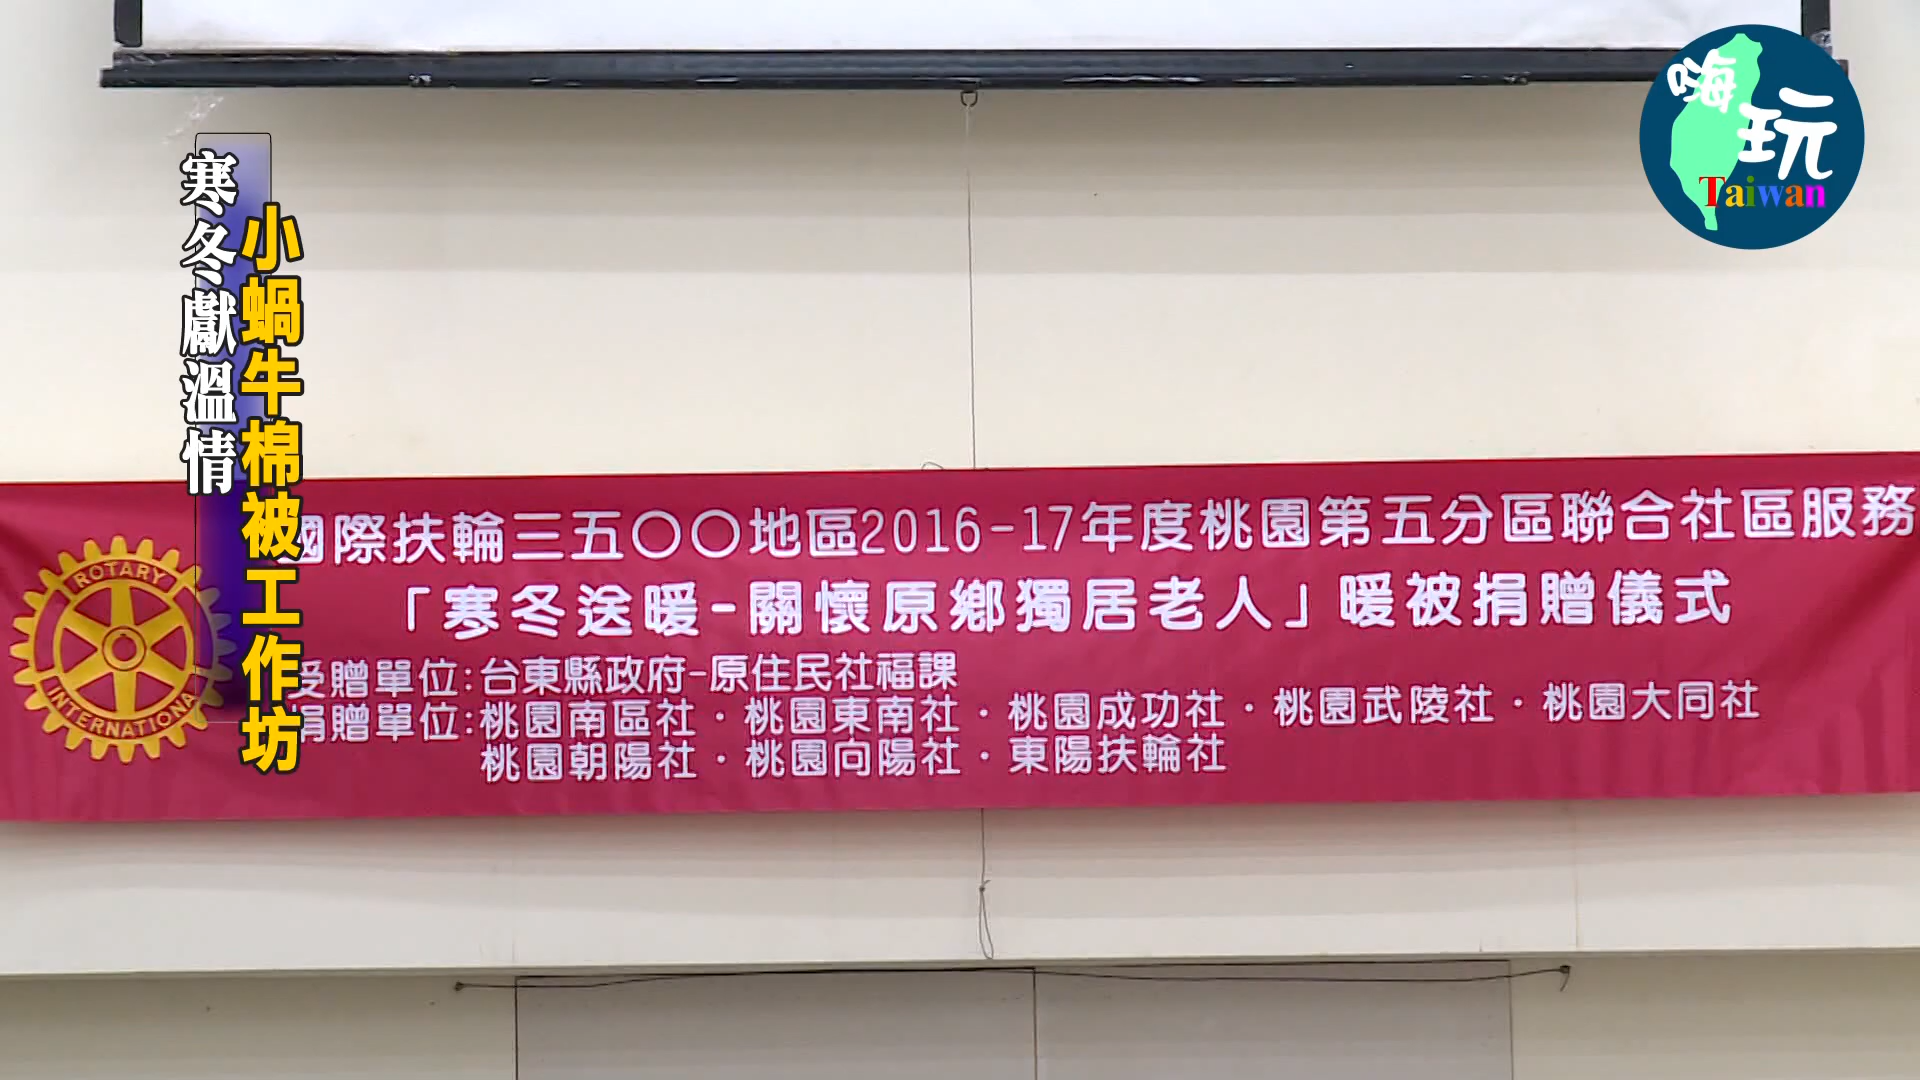 嗨玩
Taiwan
寒冬獻溫情
小蝸牛棉被工作坊
國際扶輪三五〇〇地區2016-17年度桃園第五分區聯合社區服務
「寒冬送暖-關懷原鄉獨居老人」暖被捐贈儀式
受贈單位:台東縣政府-原住民社福課
捐贈單位:桃園南區社・桃園東南社・桃園成功社・桃園武陵社・桃園大同社
桃園朝陽社・桃園向陽社・東陽扶輪社
ROTARY
INTERNATIONAL